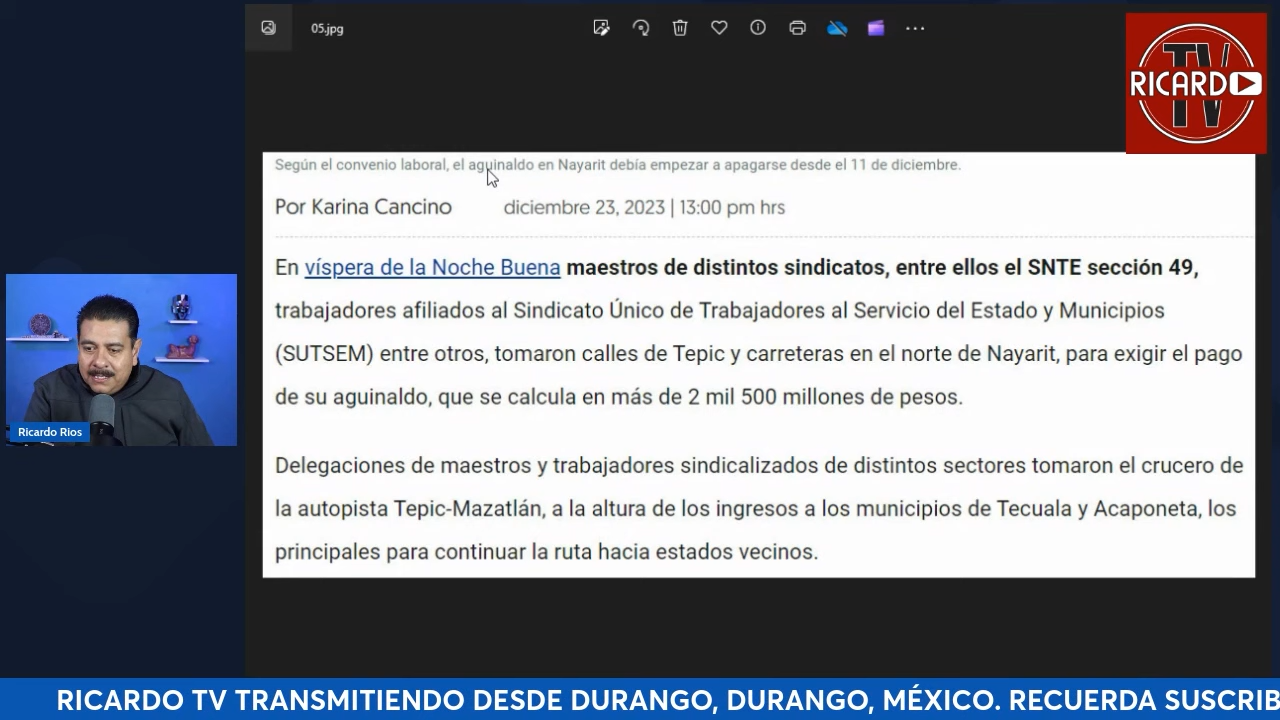 05.jpg
TV
RICARDO
Según el convenio laboral, el aguinaldo en Nayarit debía empezar a apagarse desde el 11 de diciembre.
Por Karina Cancino diciembre 23, 2023 | 13:00 pm hrs
En víspera de la Noche Buena maestros de distintos sindicatos, entre ellos el SNTE sección 49,
trabajadores afiliados al Sindicato Único de Trabajadores al Servicio del Estado y Municipios
(SUTSEM) entre otros, tomaron calles de Tepic y carreteras en el norte de Nayarit, para exigir el pago
de su aguinaldo, que se calcula en más de 2 mil 500 millones de pesos.
Delegaciones de maestros y trabajadores sindicalizados de distintos sectores tomaron el crucero de
la autopista Tepic-Mazatlán, a la altura de los ingresos a los municipios de Tecuala y Acaponeta, los
principales para continuar la ruta hacia estados vecinos.
Ricardo Rios
RICARDO TV TRANSMITIENDO DESDE DURANGO, DURANGO, MÉXICO. RECUERDA SUSCRIB